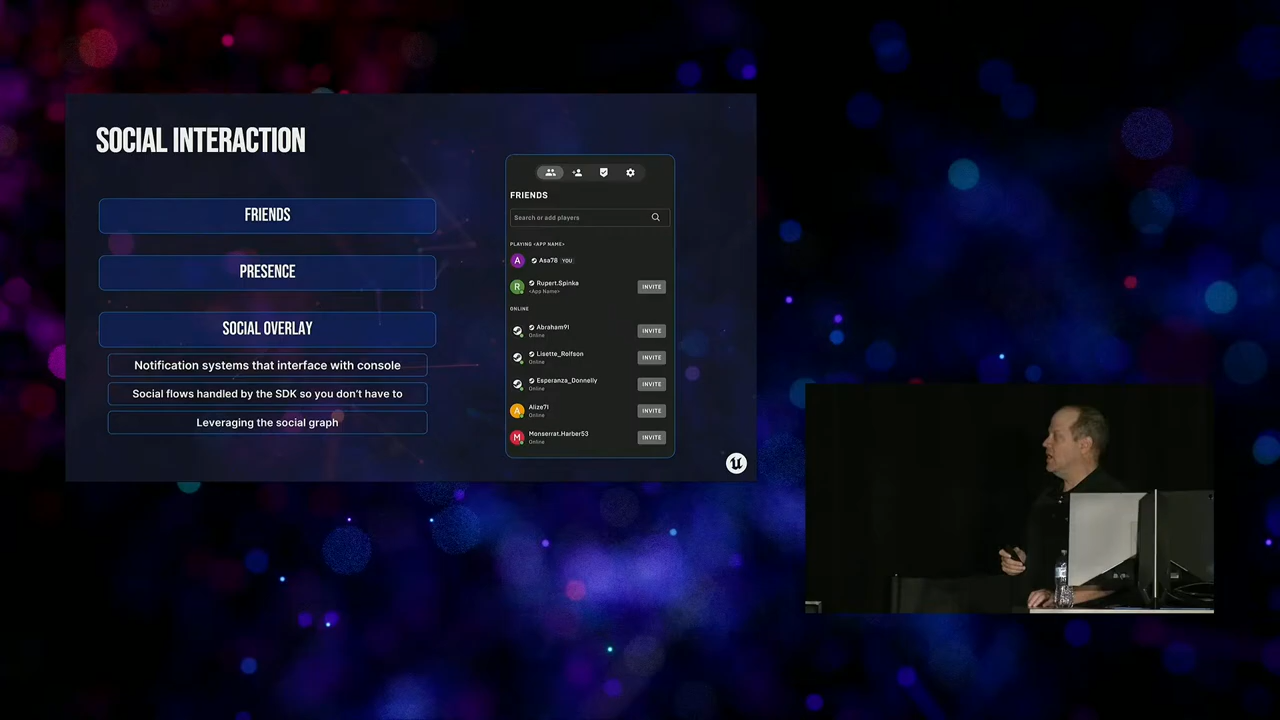 SOCIAL INTERACTION
FRIENDS
PRESENCE
SOCIAL OVERLAY
Notification systems that interface with console
Social flows handled by the SDK so you don't have to
Leveraging the social graph
FRIENDS
Search or add players
PLAYING <APP NAME>
A Asa78 YOU
R Rupert.Spinka INVITE
<App Name>
ONLINE
Abraham91 INVITE
Online
Lisette_Rolfson INVITE
Online
Esperanza_Donnelly INVITE
Online
A Alize71 INVITE
Online
M Monserrat.Harber53 INVITE
Online